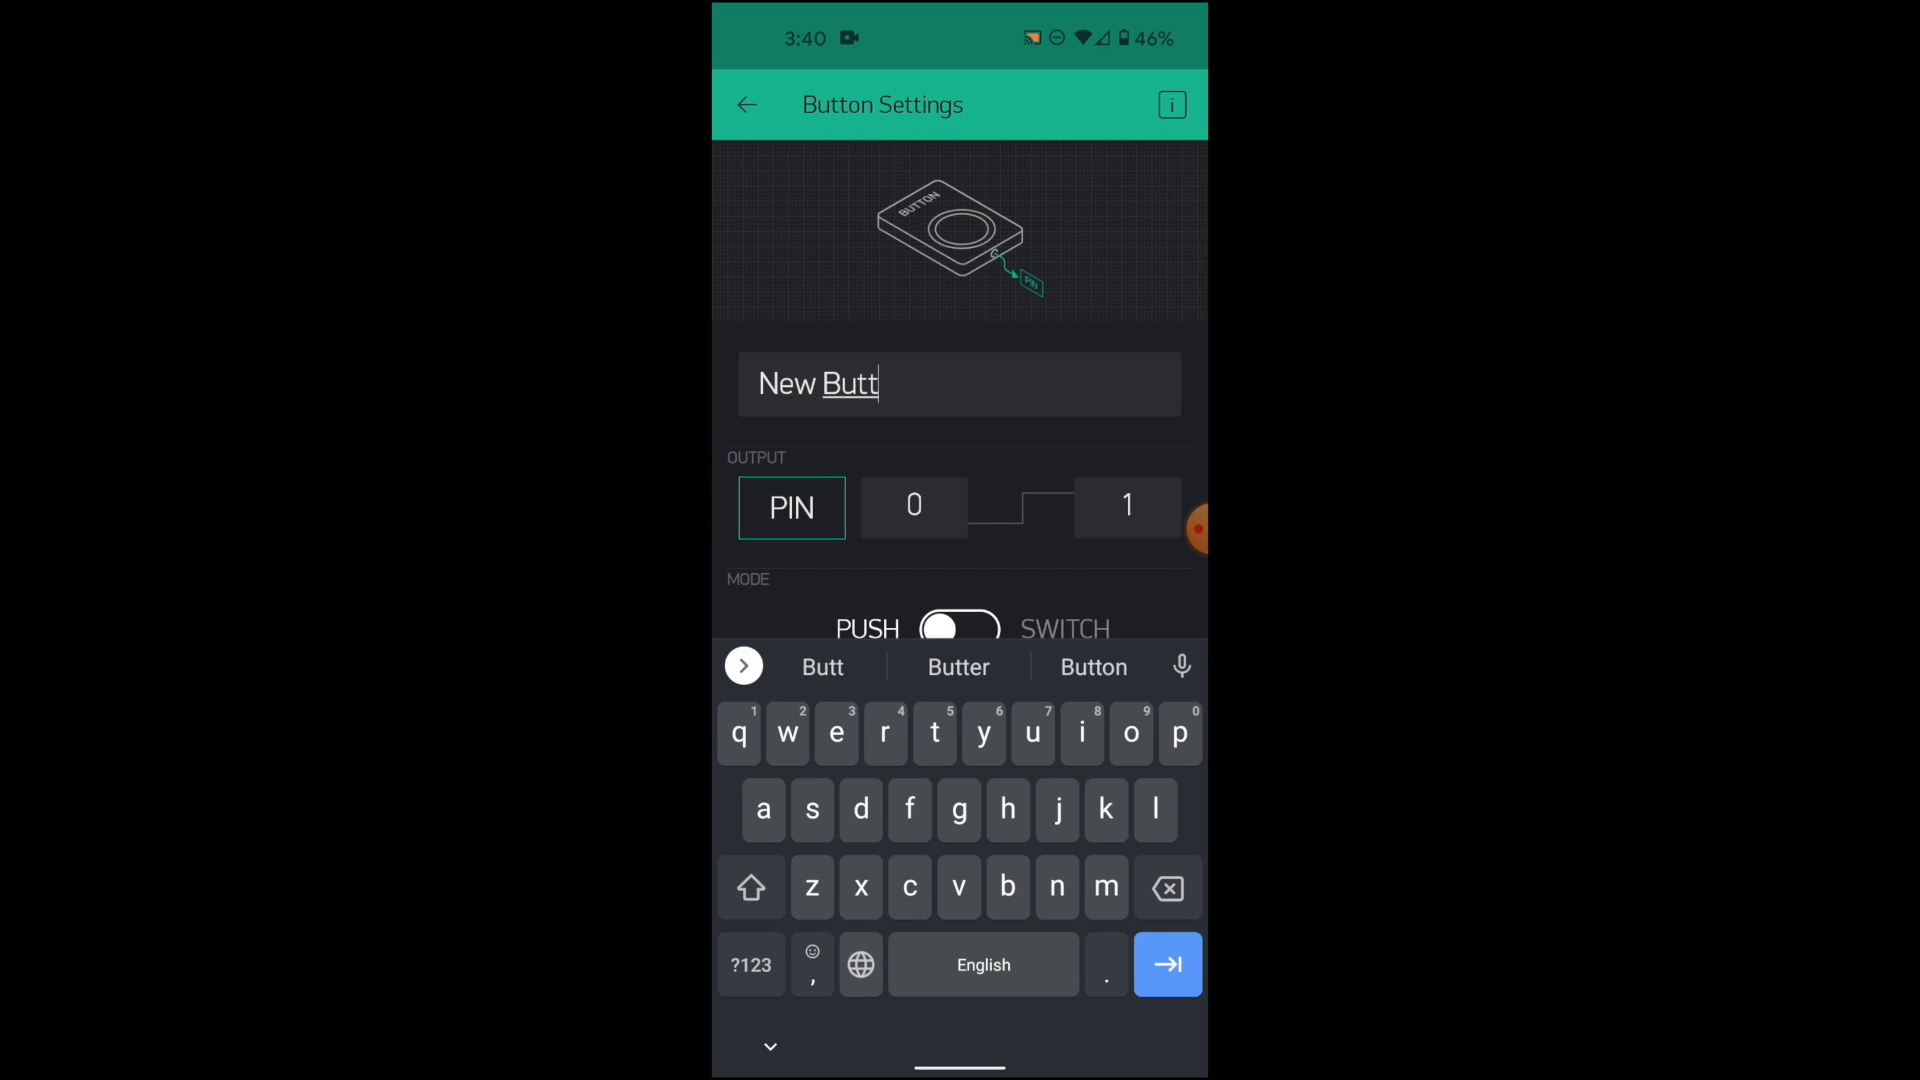 3:40 46%
Button Settings
i
BUTTON
PIN
New Butt
OUTPUT
PIN 0 1
MODE
PUSH SWITCH
Butt Butter Button
1 2 3 4 5 6 7 8 9 0
q w e r t y u i o p
a s d f g h j k l
z x c v b n m
?123 , English .